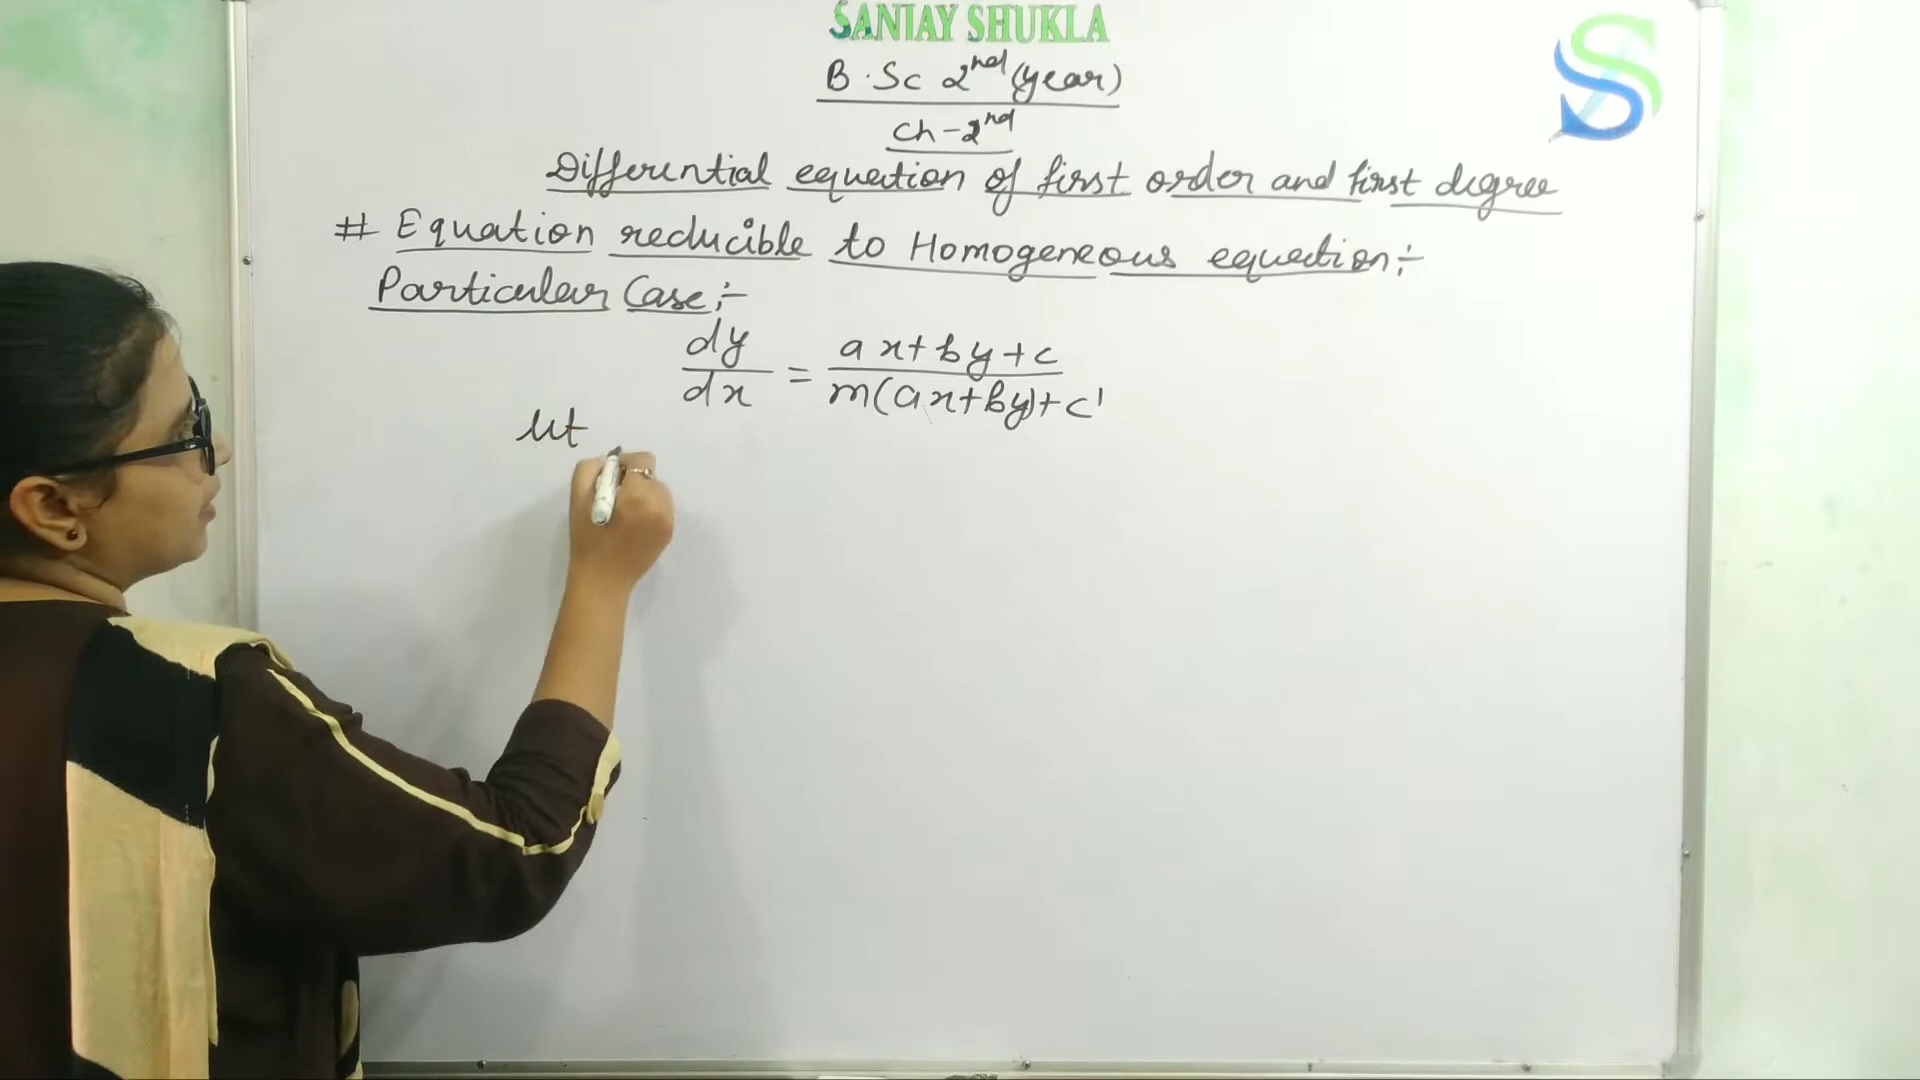 SANJAY SHUKLA
B.Sc 2nd (year)
Ch-2nd
Differential equation of first order and first degree
# Equation reducible to Homogeneous equation:-
Particular Case:-
dy/dx = ax+by+c / m(ax+by)+c'
let